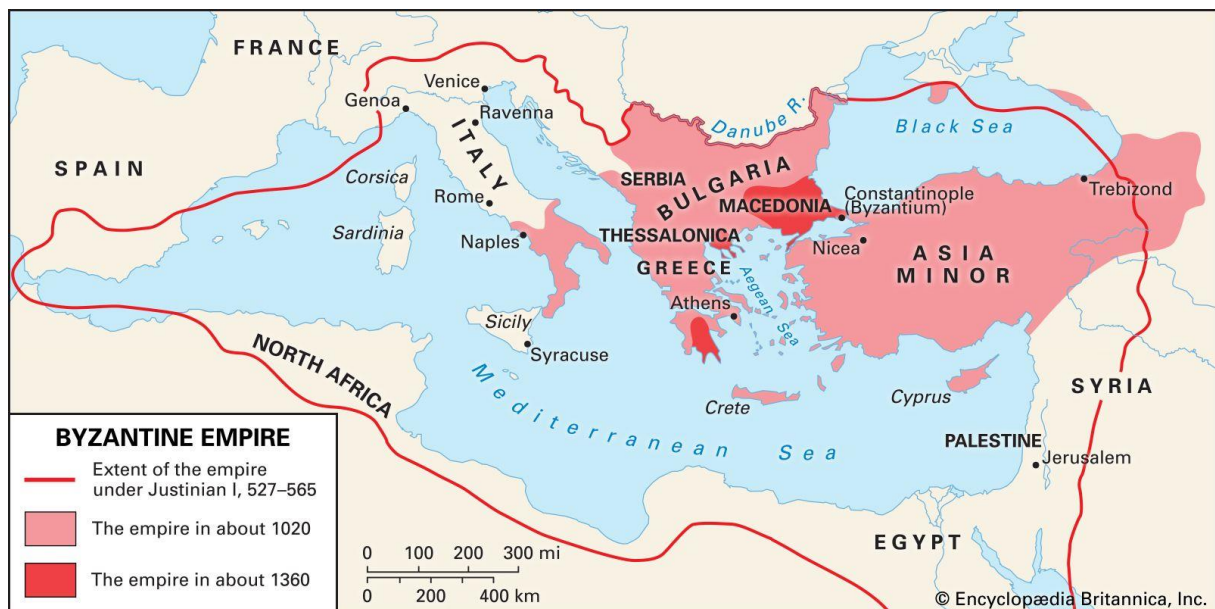 FRANCE
Venice
Genoa
Ravenna
ITALY
SPAIN
Corsica
Rome
Sardinia
Naples
Sicily
Syracuse
NORTH AFRICA
Mediterranean Sea
Danube R.
Black Sea
SERBIA
BULGARIA
MACEDONIA
Constantinople
(Byzantium)
Trebizond
THESSALONICA
Nicea
ASIA
MINOR
GREECE
Aegean Sea
Athens
Crete
Cyprus
SYRIA
PALESTINE
Jerusalem
EGYPT
BYZANTINE EMPIRE
Extent of the empire
under Justinian I, 527–565
The empire in about 1020
The empire in about 1360
0 100 200 300 mi
0 200 400 km
© Encyclopædia Britannica, Inc.